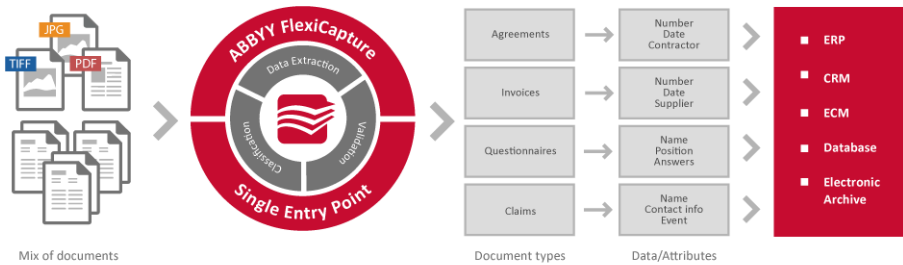 JPG
TIFF
PDF
Mix of documents
ABBYY FlexiCapture
Data Extraction
Classification
Validation
Single Entry Point
Agreements
Invoices
Questionnaires
Claims
Document types
Number
Date
Contractor
Number
Date
Supplier
Name
Position
Answers
Name
Contact info
Event
Data/Attributes
ERP
CRM
ECM
Database
Electronic
Archive